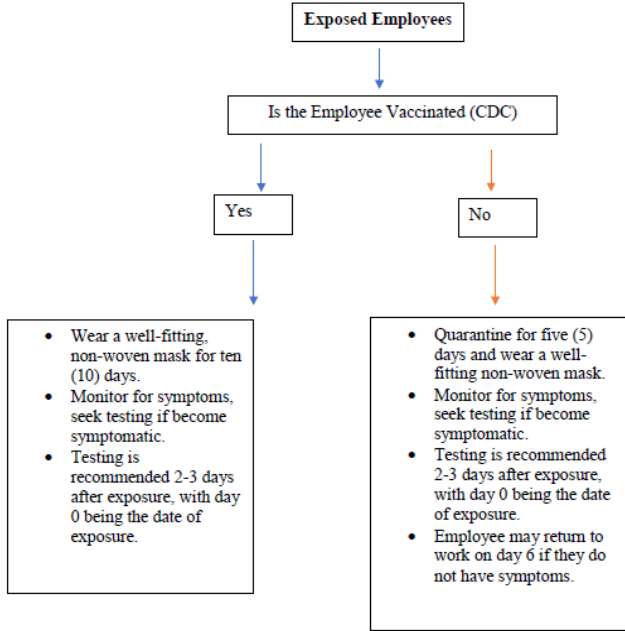 Exposed Employees
Is the Employee Vaccinated (CDC)
Yes
No
• Wear a well-fitting,
non-woven mask for ten
(10) days.
• Monitor for symptoms,
seek testing if become
symptomatic.
• Testing is
recommended 2-3 days
after exposure, with day
0 being the date of
exposure.
• Quarantine for five (5)
days and wear a well-
fitting non-woven mask.
• Monitor for symptoms,
seek testing if become
symptomatic.
• Testing is recommended
2-3 days after exposure,
with day 0 being the date
of exposure.
• Employee may return to
work on day 6 if they do
not have symptoms.